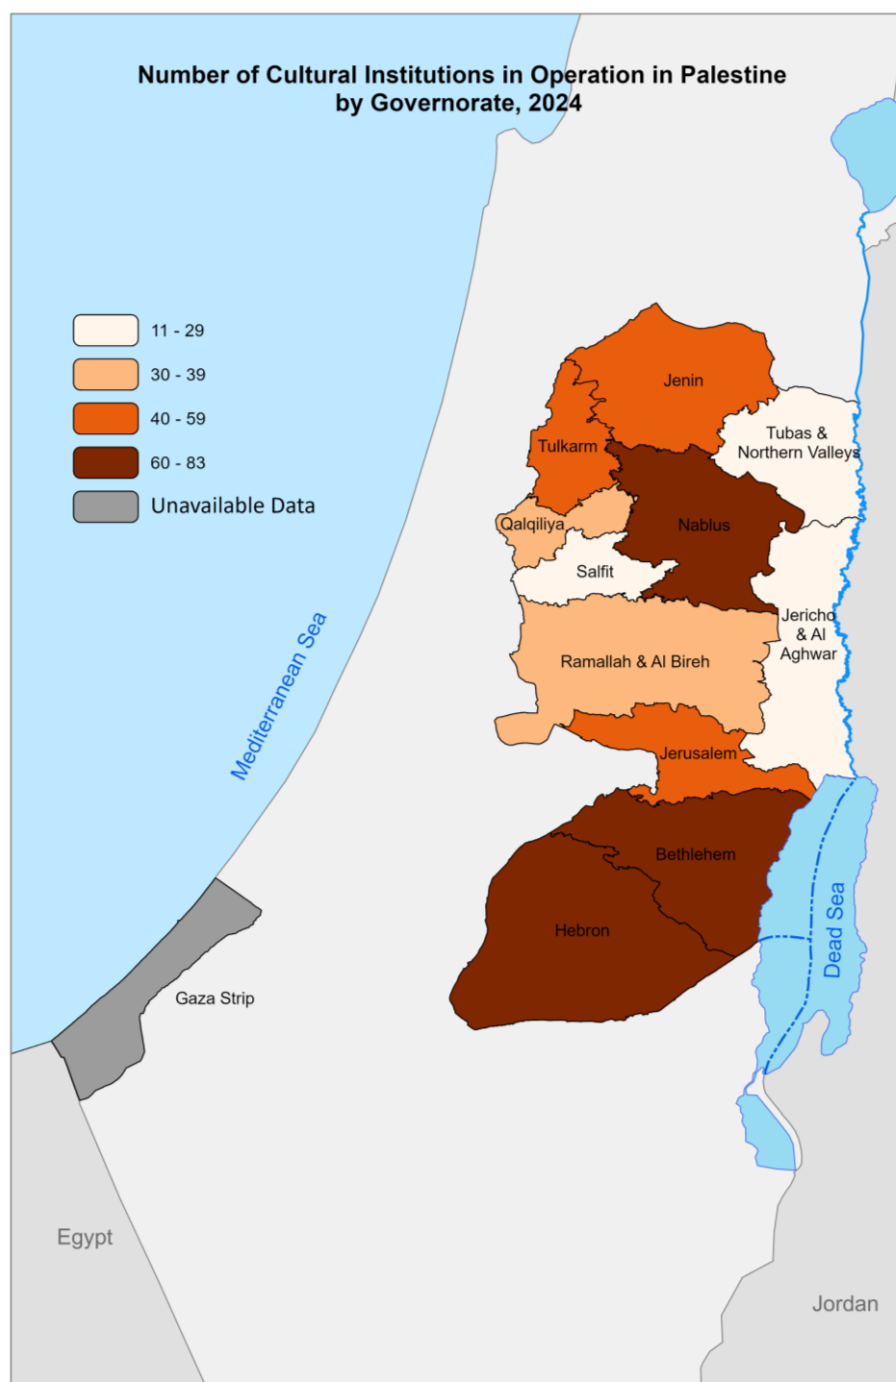 Number of Cultural Institutions in Operation in Palestine
by Governorate, 2024
11 - 29
30 - 39
40 - 59
60 - 83
Unavailable Data
Jenin
Tulkarm
Tubas &
Northern Valleys
Qalqiliya
Nablus
Salfit
Jericho
& Al
Aghwar
Ramallah & Al Bireh
Jerusalem
Mediterranean Sea
Bethlehem
Hebron
Dead Sea
Gaza Strip
Egypt
Jordan